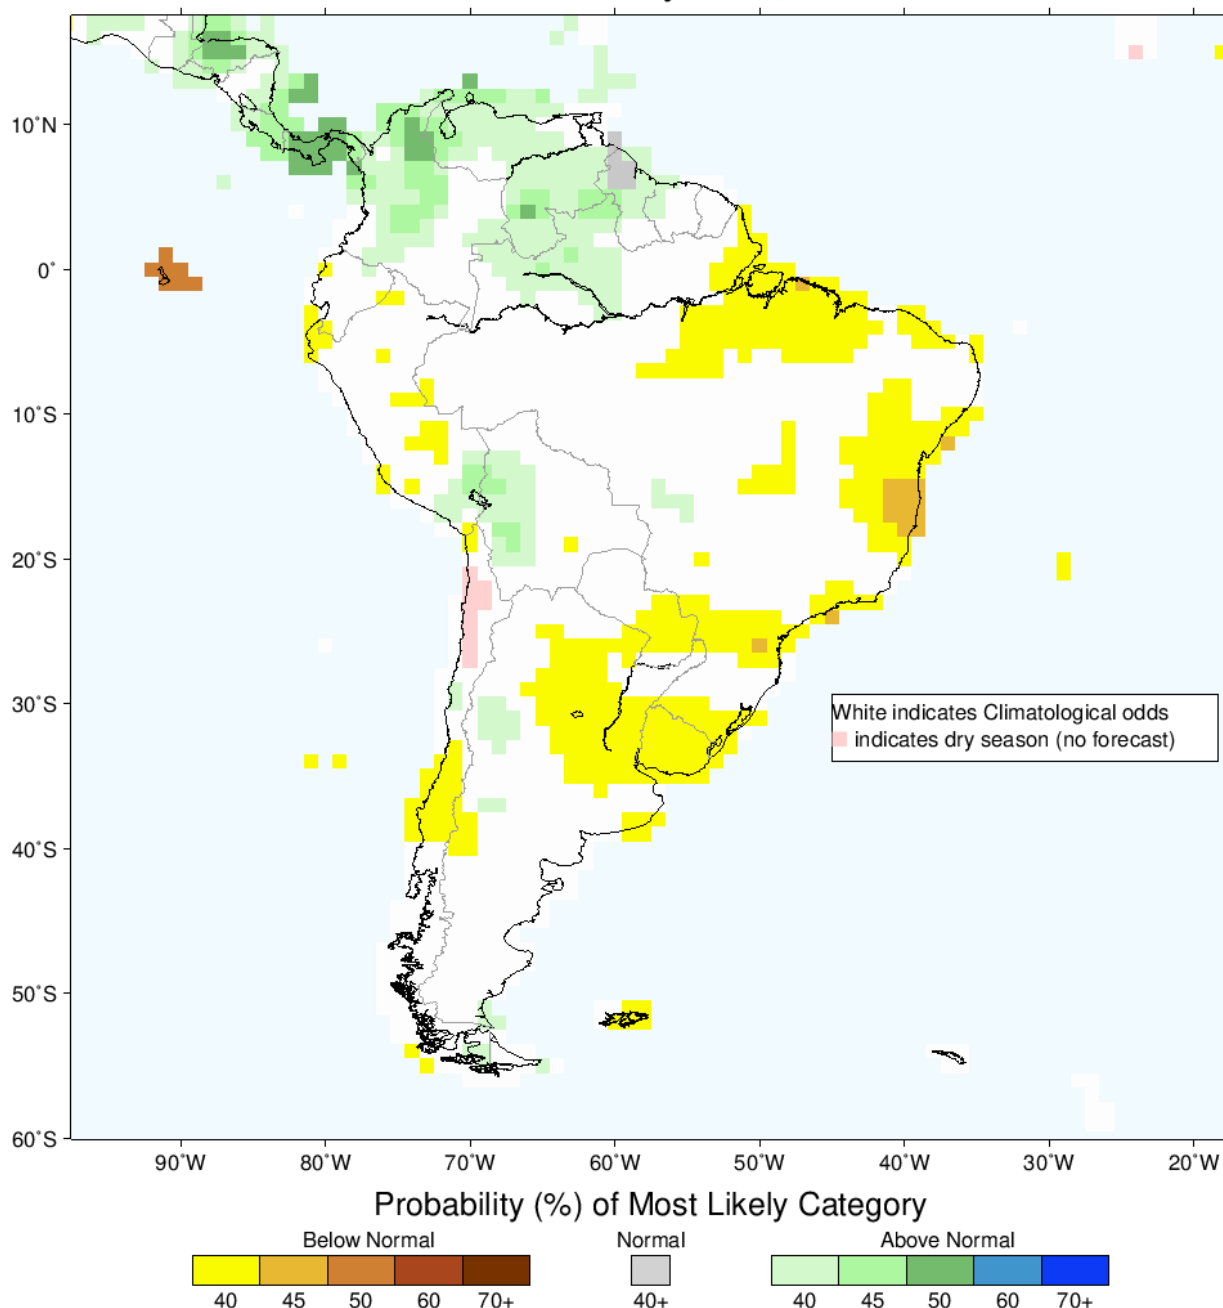 10°N
0°
10°S
20°S
30°S
40°S
50°S
60°S
White indicates Climatological odds
indicates dry season (no forecast)
90°W 80°W 70°W 60°W 50°W 40°W 30°W 20°W
Probability (%) of Most Likely Category
Below Normal Normal Above Normal
40 45 50 60 70+ 40+ 40 45 50 60 70+